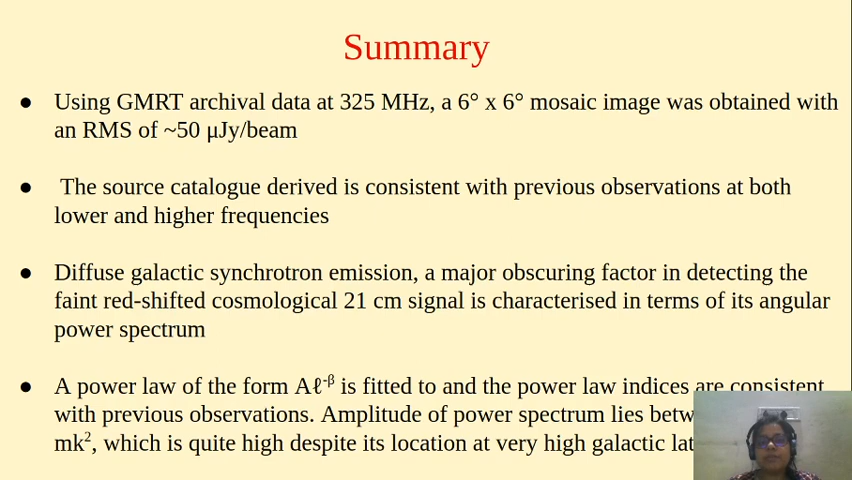 Summary
● Using GMRT archival data at 325 MHz, a 6° x 6° mosaic image was obtained with
an RMS of ~50 μJy/beam
● The source catalogue derived is consistent with previous observations at both
lower and higher frequencies
● Diffuse galactic synchrotron emission, a major obscuring factor in detecting the
faint red-shifted cosmological 21 cm signal is characterised in terms of its angular
power spectrum
● A power law of the form Aℓ⁻ᵝ is fitted to and the power law indices are consistent
with previous observations. Amplitude of power spectrum lies
mk², which is quite high despite its location at very high galactic